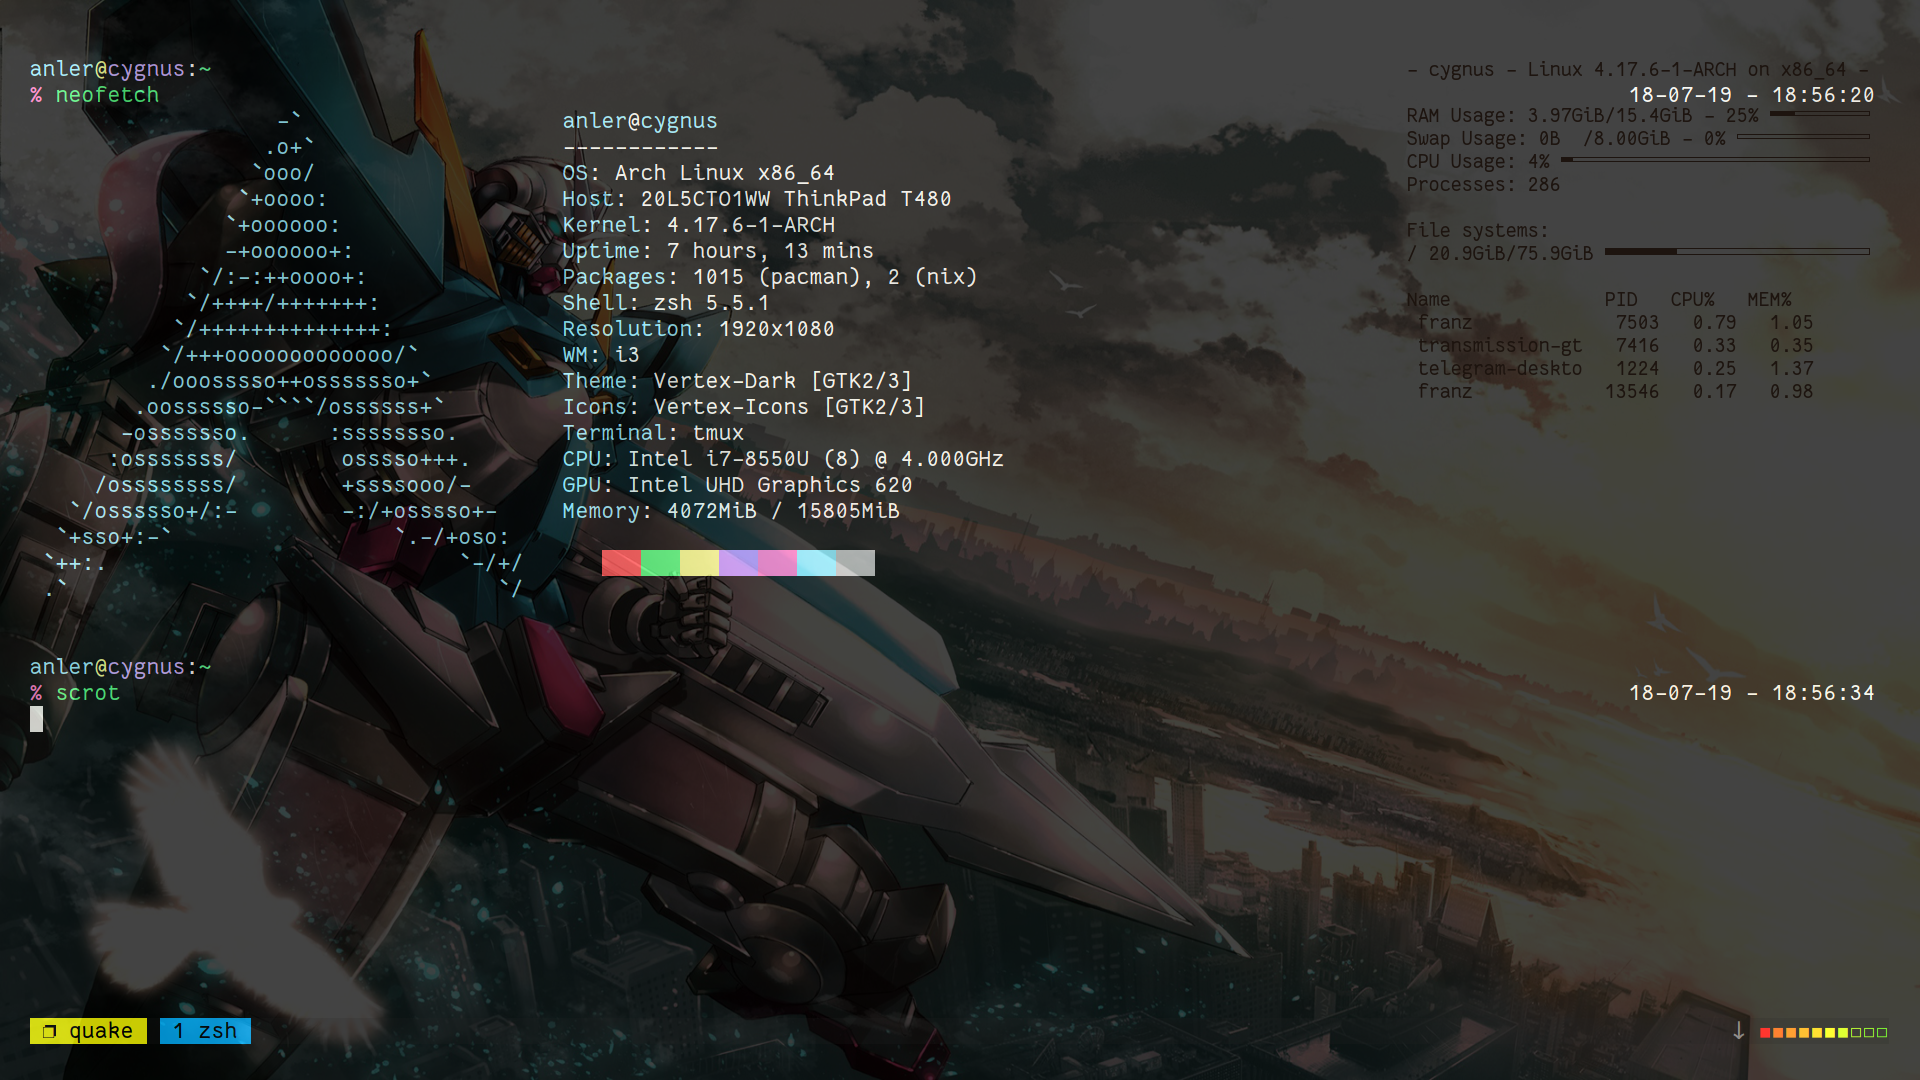 anler@cygnus:~
% neofetch
18-07-19 - 18:56:20
-`
.o+`
`ooo/
`+oooo:
`+oooooo:
-+oooooo+:
`/:-:++oooo+:
`/++++/+++++++:
`/++++++++++++++:
`/+++ooooooooooooo/`
./ooosssso++osssssso+`
.oossssso-````/ossssss+`
-osssssso.      :ssssssso.
:osssssss/        osssso+++.
/ossssssss/        +ssssooo/-
`/ossssso+/:-        -:/+osssso+-
`+sso+:-`                 `.-/+oso:
`++:.                           `-/+/
.`                                 `/
anler@cygnus
------------
OS: Arch Linux x86_64
Host: 20L5CTO1WW ThinkPad T480
Kernel: 4.17.6-1-ARCH
Uptime: 7 hours, 13 mins
Packages: 1015 (pacman), 2 (nix)
Shell: zsh 5.5.1
Resolution: 1920x1080
WM: i3
Theme: Vertex-Dark [GTK2/3]
Icons: Vertex-Icons [GTK2/3]
Terminal: tmux
CPU: Intel i7-8550U (8) @ 4.000GHz
GPU: Intel UHD Graphics 620
Memory: 4072MiB / 15805MiB
- cygnus - Linux 4.17.6-1-ARCH on x86_64 -
RAM Usage: 3.97GiB/15.4GiB - 25%
Swap Usage: 0B  /8.00GiB - 0%
CPU Usage: 4%
Processes: 286
File systems:
/ 20.9GiB/75.9GiB
Name PID CPU% MEM%
franz 7503 0.79 1.05
transmission-gt 7416 0.33 0.35
telegram-deskto 1224 0.25 1.37
franz 13546 0.17 0.98
anler@cygnus:~
% scrot
18-07-19 - 18:56:34
❐ quake 1 zsh
↓